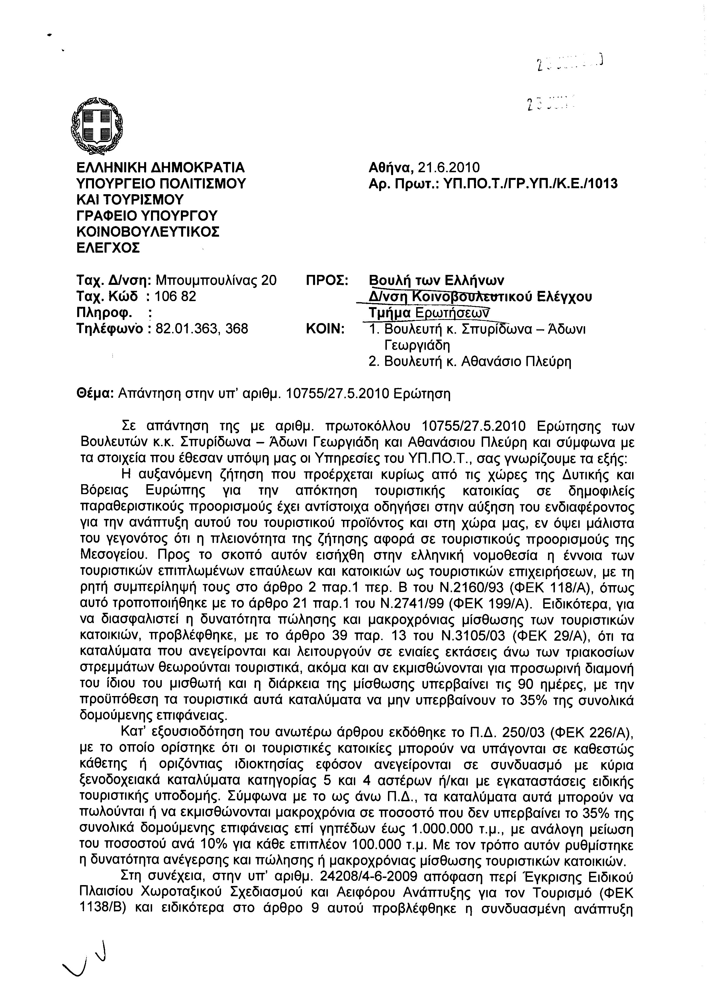 ΕΛΛΗΝΙΚΗ ΔΗΜΟΚΡΑΤΙΑ
ΥΠΟΥΡΓΕΙΟ ΠΟΛΙΤΙΣΜΟΥ
ΚΑΙ ΤΟΥΡΙΣΜΟΥ
ΓΡΑΦΕΙΟ ΥΠΟΥΡΓΟΥ
ΚΟΙΝΟΒΟΥΛΕΥΤΙΚΟΣ
ΕΛΕΓΧΟΣ
Αθήνα, 21.6.2010
Αρ. Πρωτ.: ΥΠ.ΠΟ.Τ./ΓΡ.ΥΠ./Κ.Ε./1013
Ταχ. Δ/νση: Μπουμπουλίνας 20
Ταχ. Κώδ : 106 82
Πληροφ. :
Τηλέφωνο : 82.01.363, 368
ΠΡΟΣ: Βουλή των Ελλήνων
Δ/νση Κοινοβουλευτικού Ελέγχου
Τμήμα Ερωτήσεων
ΚΟΙΝ: 1. Βουλευτή κ. Σπυρίδωνα – Άδωνι
Γεωργιάδη
2. Βουλευτή κ. Αθανάσιο Πλεύρη
Θέμα: Απάντηση στην υπ’ αριθμ. 10755/27.5.2010 Ερώτηση
Σε απάντηση της με αριθμ. πρωτοκόλλου 10755/27.5.2010 Ερώτησης των
Βουλευτών κ.κ. Σπυρίδωνα – Άδωνι Γεωργιάδη και Αθανάσιου Πλεύρη και σύμφωνα με
τα στοιχεία που έθεσαν υπόψη μας οι Υπηρεσίες του ΥΠ.ΠΟ.Τ., σας γνωρίζουμε τα εξής:
Η αυξανόμενη ζήτηση που προέρχεται κυρίως από τις χώρες της Δυτικής και
Βόρειας Ευρώπης για την απόκτηση τουριστικής κατοικίας σε δημοφιλείς
παραθεριστικούς προορισμούς έχει αντίστοιχα οδηγήσει στην αύξηση του ενδιαφέροντος
για την ανάπτυξη αυτού του τουριστικού προϊόντος και στη χώρα μας, εν όψει μάλιστα
του γεγονότος ότι η πλειονότητα της ζήτησης αφορά σε τουριστικούς προορισμούς της
Μεσογείου. Προς το σκοπό αυτόν εισήχθη στην ελληνική νομοθεσία η έννοια των
τουριστικών επιπλωμένων επαύλεων και κατοικιών ως τουριστικών επιχειρήσεων, με τη
ρητή συμπερίληψή τους στο άρθρο 2 παρ.1 περ. Β του Ν.2160/93 (ΦΕΚ 118/Α), όπως
αυτό τροποποιήθηκε με το άρθρο 21 παρ.1 του Ν.2741/99 (ΦΕΚ 199/Α). Ειδικότερα, για
να διασφαλιστεί η δυνατότητα πώλησης και μακροχρόνιας μίσθωσης των τουριστικών
κατοικιών, προβλέφθηκε, με το άρθρο 39 παρ. 13 του Ν.3105/03 (ΦΕΚ 29/Α), ότι τα
καταλύματα που ανεγείρονται και λειτουργούν σε ενιαίες εκτάσεις άνω των τριακοσίων
στρεμμάτων θεωρούνται τουριστικά, ακόμα και αν εκμισθώνονται για προσωρινή διαμονή
του ίδιου του μισθωτή και η διάρκεια της μίσθωσης υπερβαίνει τις 90 ημέρες, με την
προϋπόθεση τα τουριστικά αυτά καταλύματα να μην υπερβαίνουν το 35% της συνολικά
δομούμενης επιφάνειας.
Κατ’ εξουσιοδότηση του ανωτέρω άρθρου εκδόθηκε το Π.Δ. 250/03 (ΦΕΚ 226/Α),
με το οποίο ορίστηκε ότι οι τουριστικές κατοικίες μπορούν να υπάγονται σε καθεστώς
κάθετης ή οριζόντιας ιδιοκτησίας εφόσον ανεγείρονται σε συνδυασμό με κύρια
ξενοδοχειακά καταλύματα κατηγορίας 5 και 4 αστέρων ή/και με εγκαταστάσεις ειδικής
τουριστικής υποδομής. Σύμφωνα με το ως άνω Π.Δ., τα καταλύματα αυτά μπορούν να
πωλούνται ή να εκμισθώνονται μακροχρόνια σε ποσοστό που δεν υπερβαίνει το 35% της
συνολικά δομούμενης επιφάνειας επί γηπέδων έως 1.000.000 τ.μ., με ανάλογη μείωση
του ποσοστού ανά 10% για κάθε επιπλέον 100.000 τ.μ. Με τον τρόπο αυτόν ρυθμίστηκε
η δυνατότητα ανέγερσης και πώλησης ή μακροχρόνιας μίσθωσης τουριστικών κατοικιών.
Στη συνέχεια, στην υπ’ αριθμ. 24208/4-6-2009 απόφαση περί Έγκρισης Ειδικού
Πλαισίου Χωροταξικού Σχεδιασμού και Αειφόρου Ανάπτυξης για τον Τουρισμό (ΦΕΚ
1138/Β) και ειδικότερα στο άρθρο 9 αυτού προβλέφθηκε η συνδυασμένη ανάπτυξη